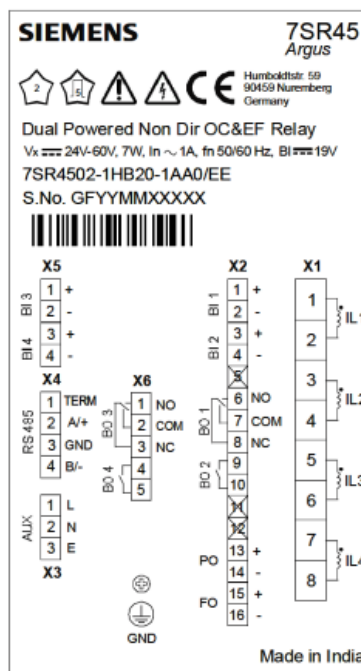 SIEMENS 7SR45
Argus
2 5 CE Humboldtstr. 59
90459 Nuremberg
Germany
Dual Powered Non Dir OC&EF Relay
Vx 24V-60V, 7W, In ~ 1A, fn 50/60 Hz, BI 19V
7SR4502-1HB20-1AA0/EE
S.No. GFYYMMXXXXX
X5
BI 3 1 +
2 -
BI 4 3 +
4 -
X4
RS485
1 TERM
2 A/+
3 GND
4 B/-
AUX
1 L
2 N
3 E
X3
X6
BO 3
1 NO
2 COM
3 NC
BO 4
4
5
GND
X2
BI 1
1 +
2 -
BI 2
3 +
4 -
5
BO 1
6 NO
7 COM
8 NC
BO 2
9
10
11
12
PO
13 +
14 -
FO
15 +
16 -
X1
1
2
IL1
3
4
IL2
5
6
IL3
7
8
IL4
Made in India